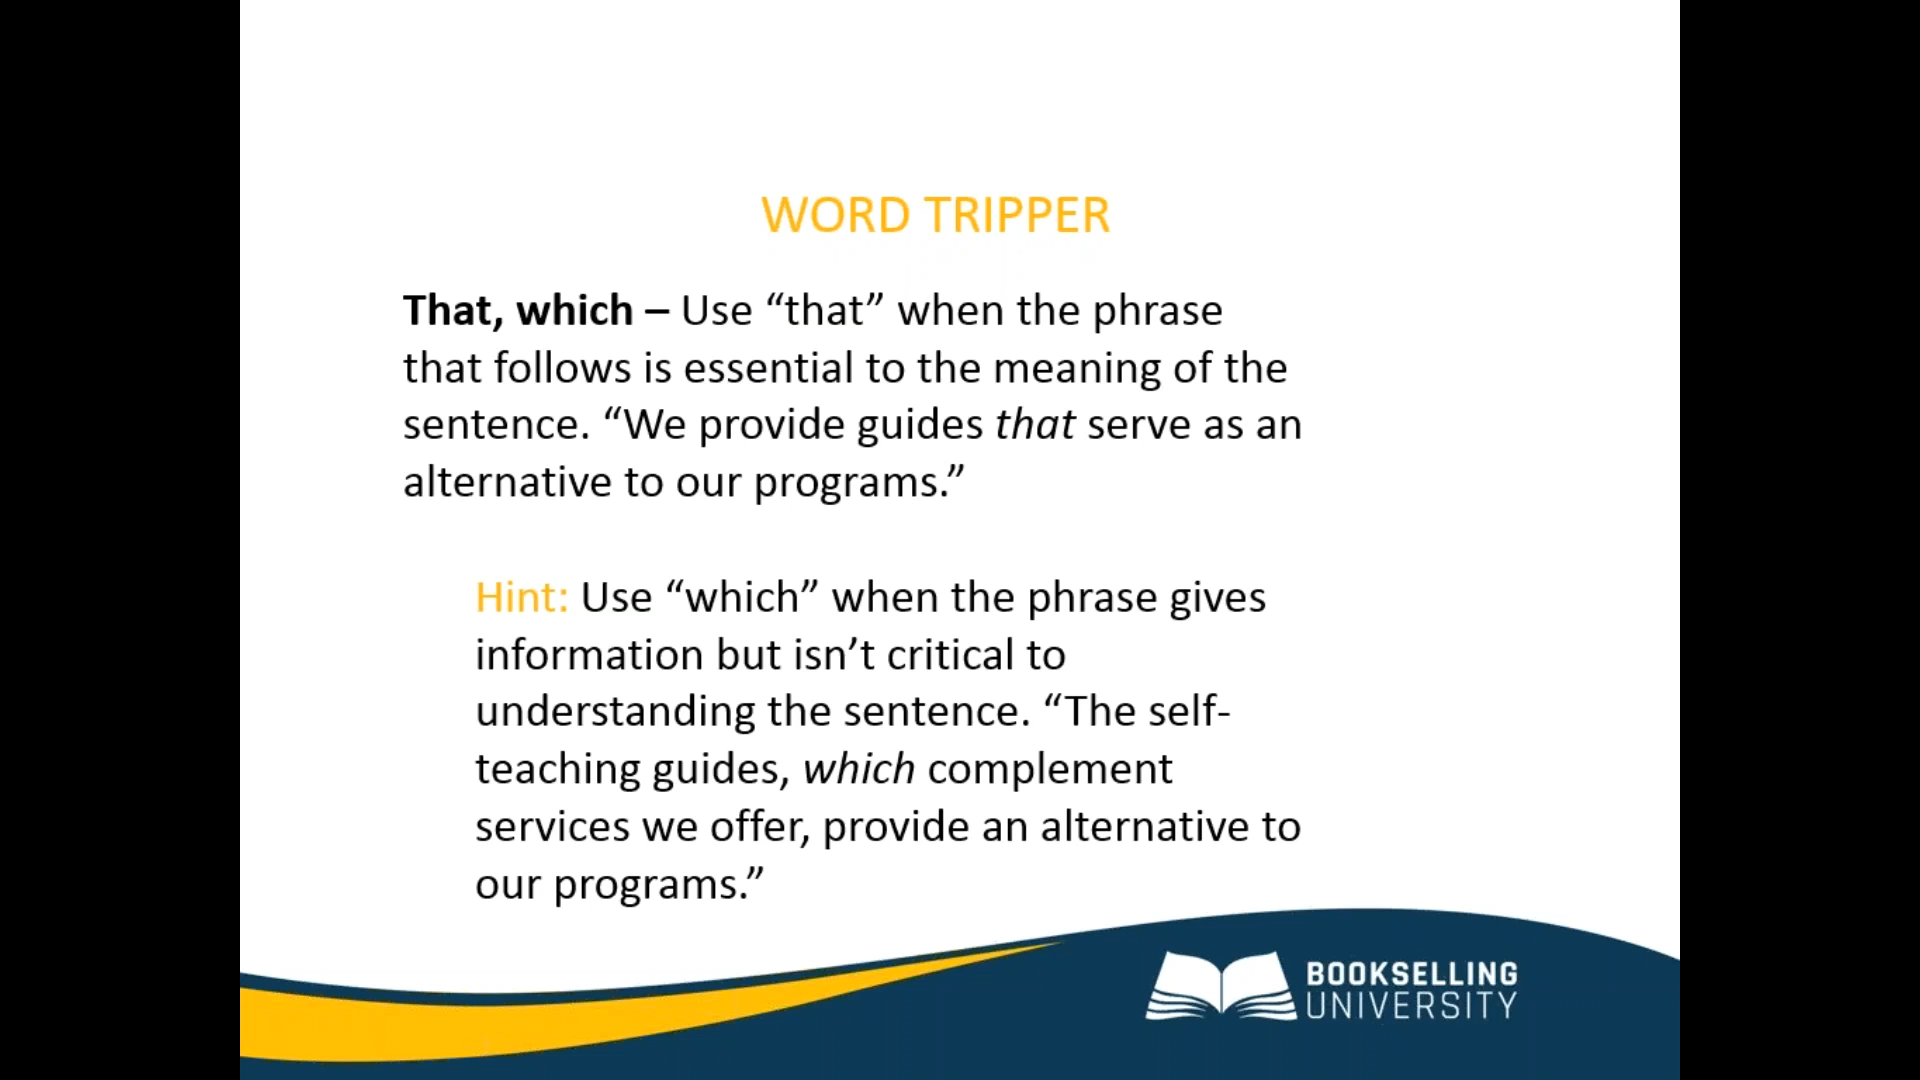 WORD TRIPPER
That, which – Use “that” when the phrase
that follows is essential to the meaning of the
sentence. “We provide guides that serve as an
alternative to our programs.”
Hint: Use “which” when the phrase gives
information but isn’t critical to
understanding the sentence. “The self-
teaching guides, which complement
services we offer, provide an alternative to
our programs.”
BOOKSELLING
UNIVERSITY